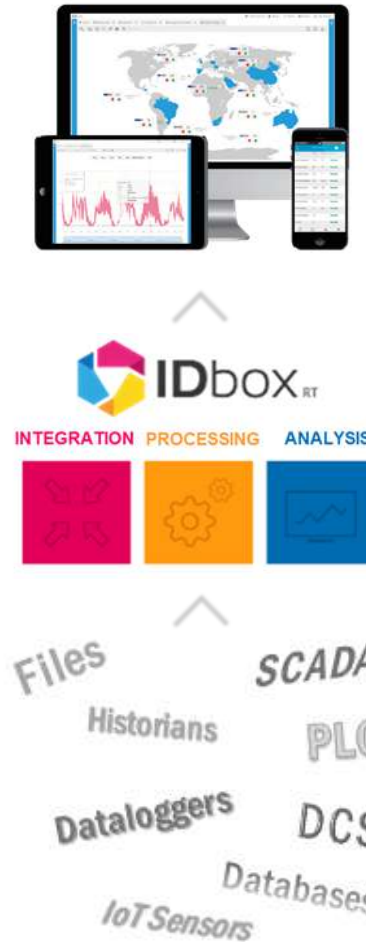 IDbox RT
INTEGRATION PROCESSING ANALYSIS
Files
SCADA
Historians
PLC
Dataloggers
DCS
Databases
IoT Sensors